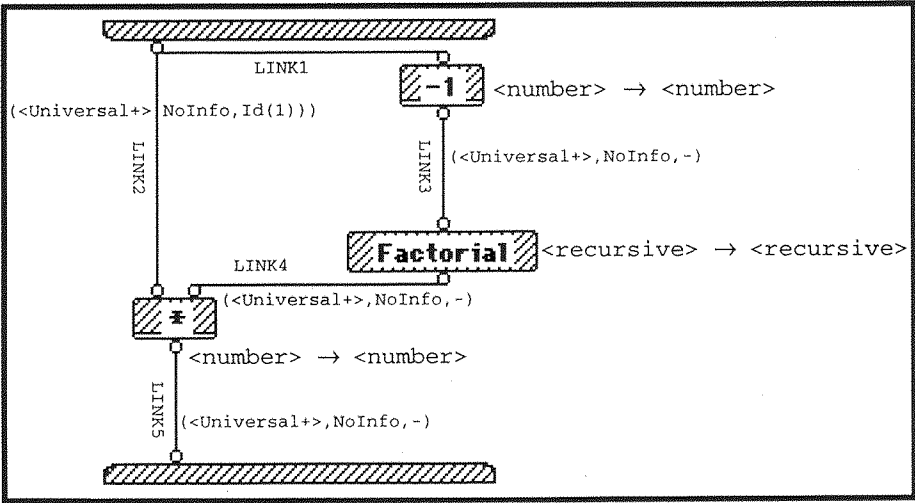 LINK1
-1 <number> → <number>
(<Universal+> NoInfo,Id(1)))
LINK2
LINK3
(<Universal+>,NoInfo,-)
Factorial <recursive> → <recursive>
LINK4
(<Universal+>,NoInfo,-)
*
<number> → <number>
LINK5
(<Universal+>,NoInfo,-)